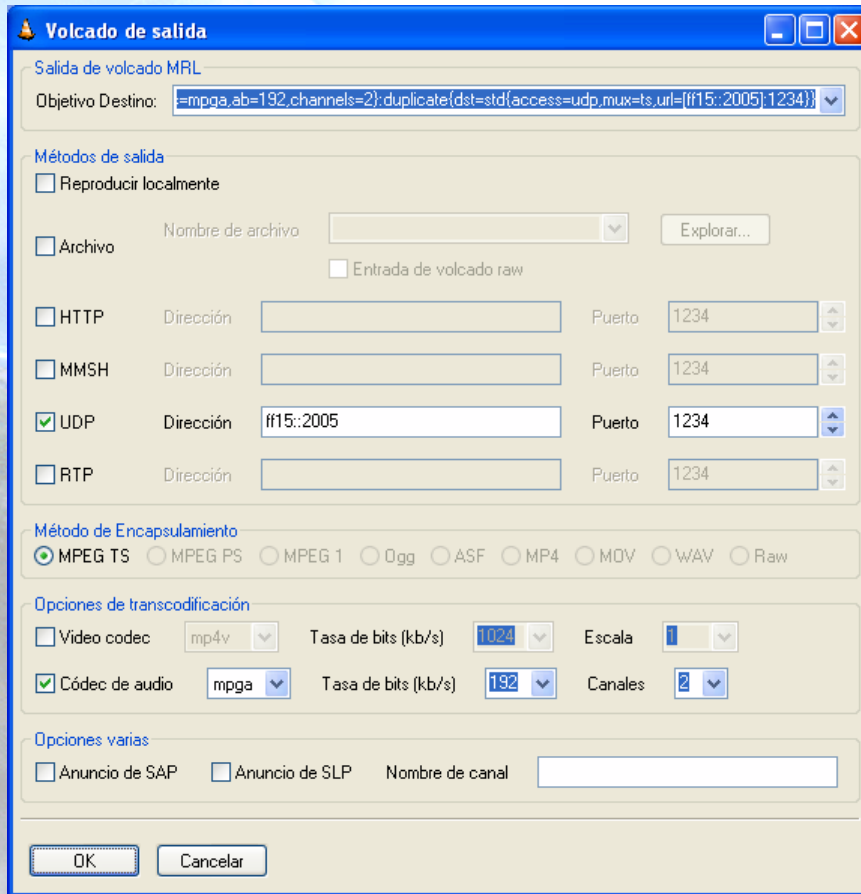 Volcado de salida
Salida de volcado MRL
Objetivo Destino: :=mpga,ab=192,channels=2}:duplicate{dst=std{access=udp,mux=ts,url=[ff15::2005]:1234}}
Métodos de salida
Reproducir localmente
Archivo Nombre de archivo Explorar...
Entrada de volcado raw
HTTP Dirección Puerto 1234
MMSH Dirección Puerto 1234
UDP Dirección ff15::2005 Puerto 1234
RTP Dirección Puerto 1234
Método de Encapsulamiento
MPEG TS MPEG PS MPEG 1 Ogg ASF MP4 MOV WAV Raw
Opciones de transcodificación
Video codec mp4v Tasa de bits (kb/s) 1024 Escala 1
Códec de audio mpga Tasa de bits (kb/s) 192 Canales 2
Opciones varias
Anuncio de SAP Anuncio de SLP Nombre de canal
OK Cancelar